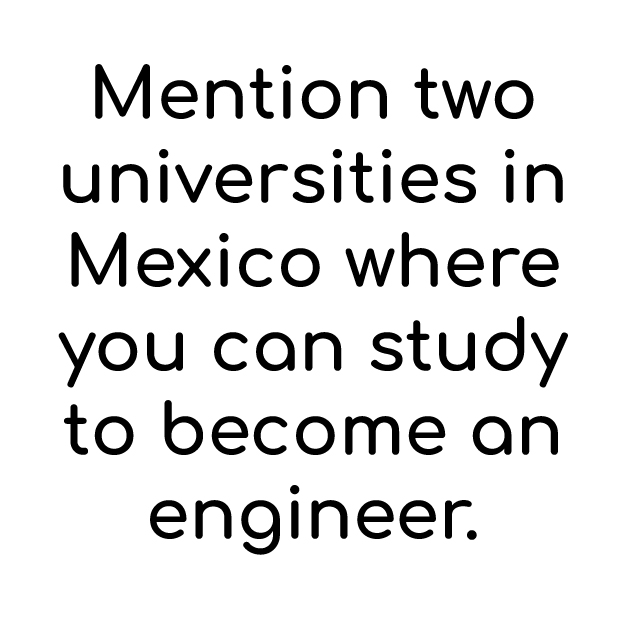 Mention two
universities in
Mexico where
you can study
to become an
engineer.